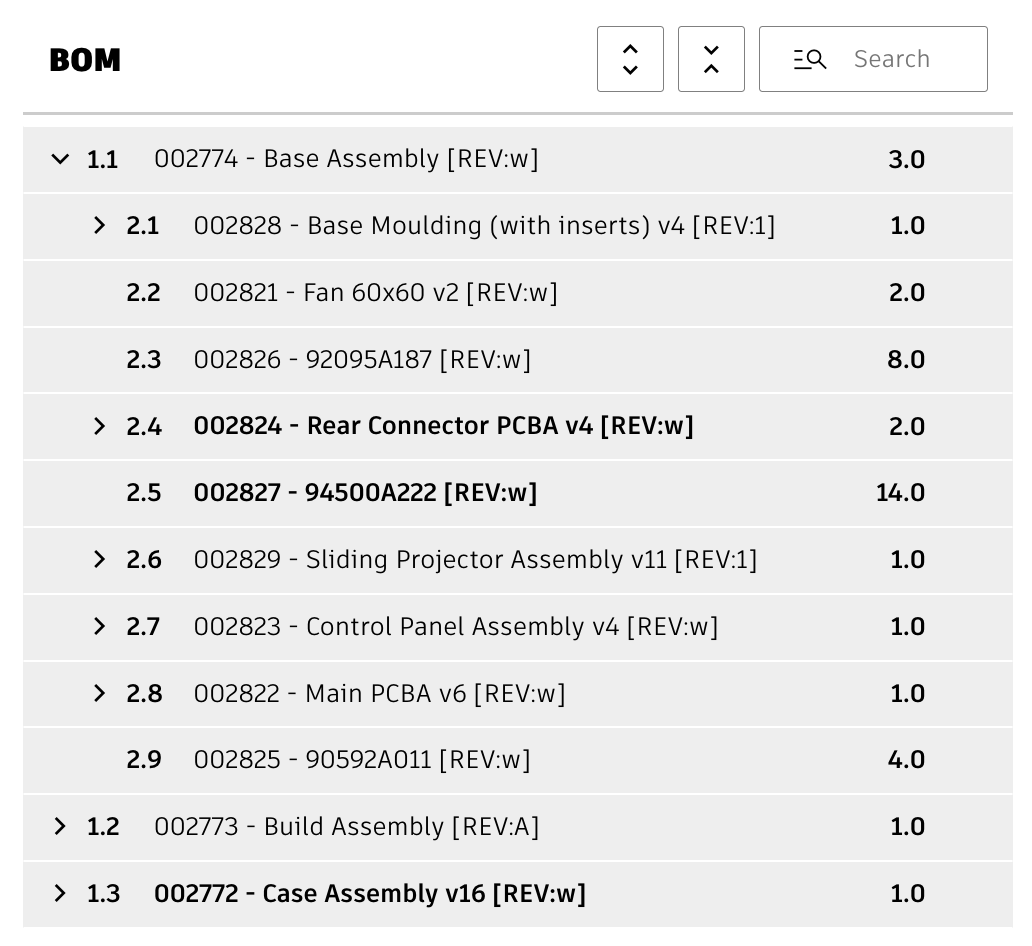 BOM
Search
1.1 002774 - Base Assembly [REV:w] 3.0
2.1 002828 - Base Moulding (with inserts) v4 [REV:1] 1.0
2.2 002821 - Fan 60x60 v2 [REV:w] 2.0
2.3 002826 - 92095A187 [REV:w] 8.0
2.4 002824 - Rear Connector PCBA v4 [REV:w] 2.0
2.5 002827 - 94500A222 [REV:w] 14.0
2.6 002829 - Sliding Projector Assembly v11 [REV:1] 1.0
2.7 002823 - Control Panel Assembly v4 [REV:w] 1.0
2.8 002822 - Main PCBA v6 [REV:w] 1.0
2.9 002825 - 90592A011 [REV:w] 4.0
1.2 002773 - Build Assembly [REV:A] 1.0
1.3 002772 - Case Assembly v16 [REV:w] 1.0